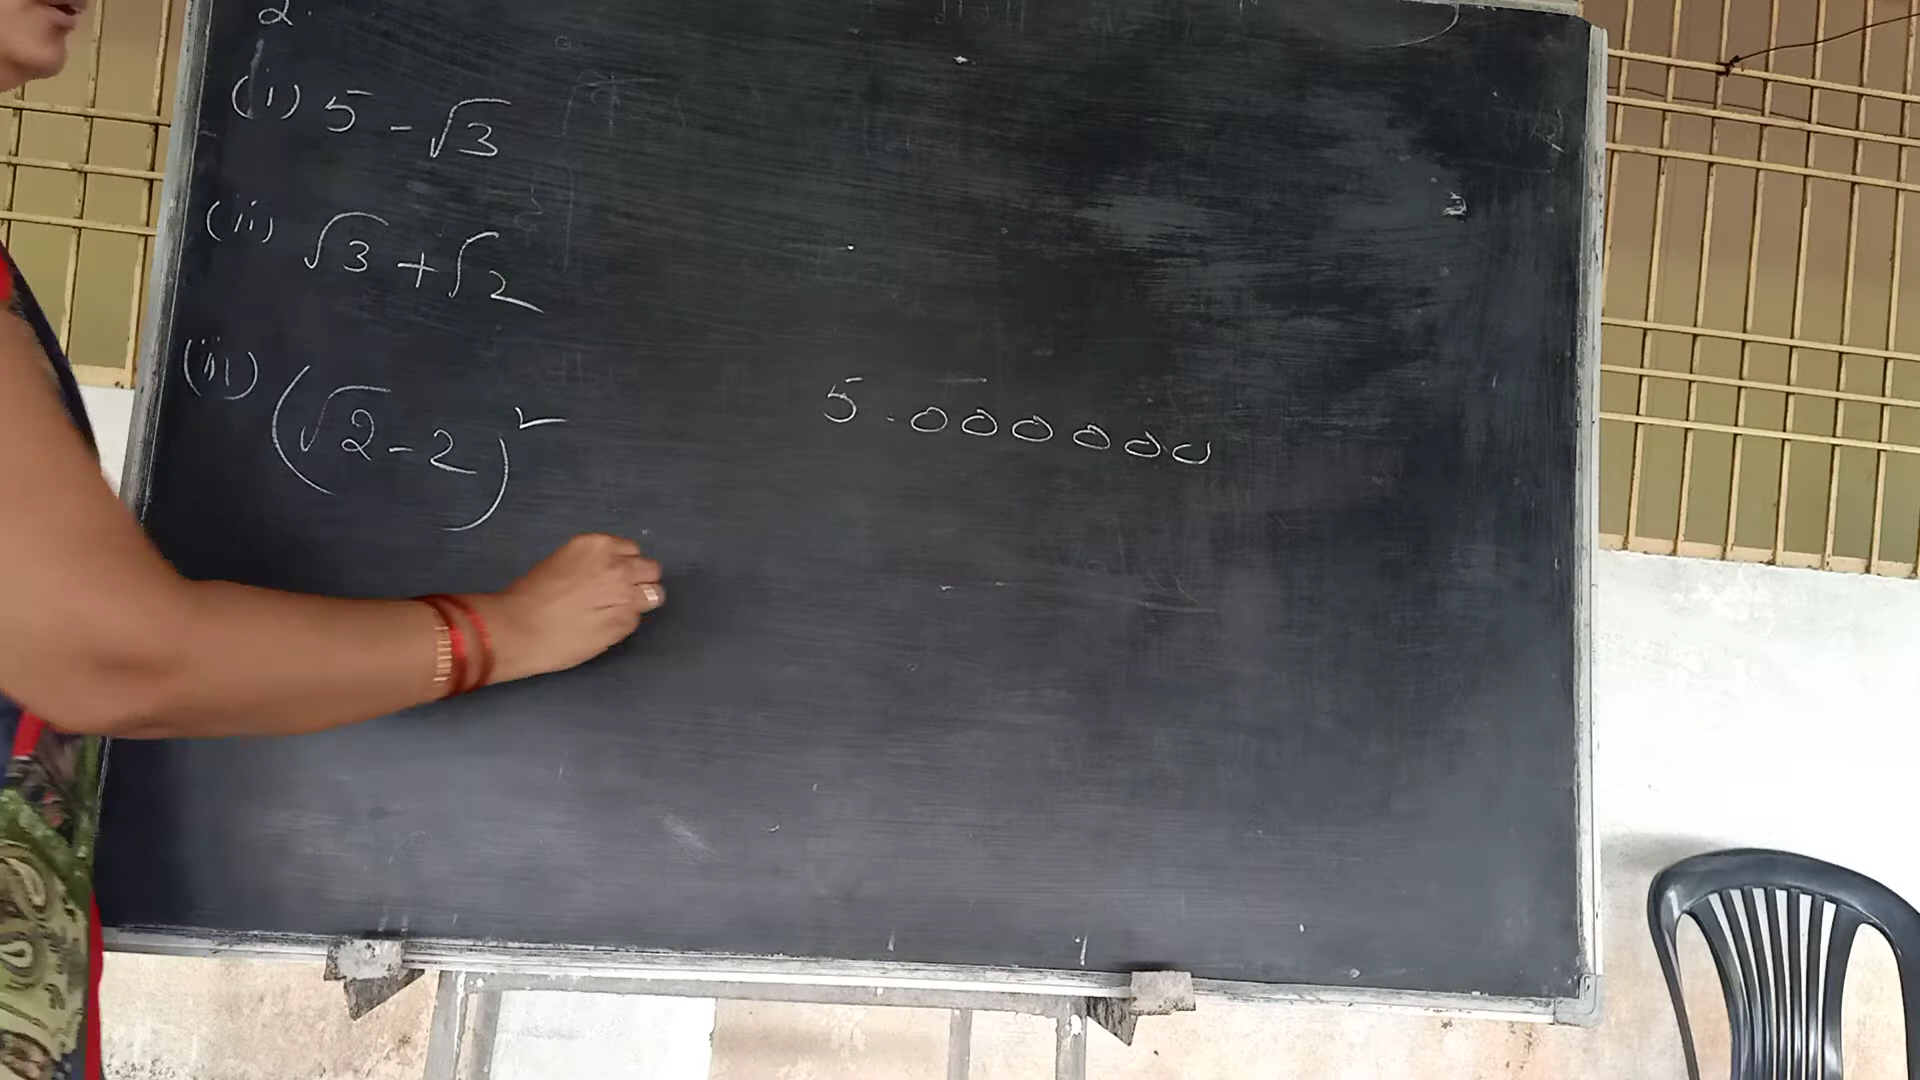 2.
(i) 5 - √3
(ii) √3 + √2
(iii) (√2 - 2)²
5.000000